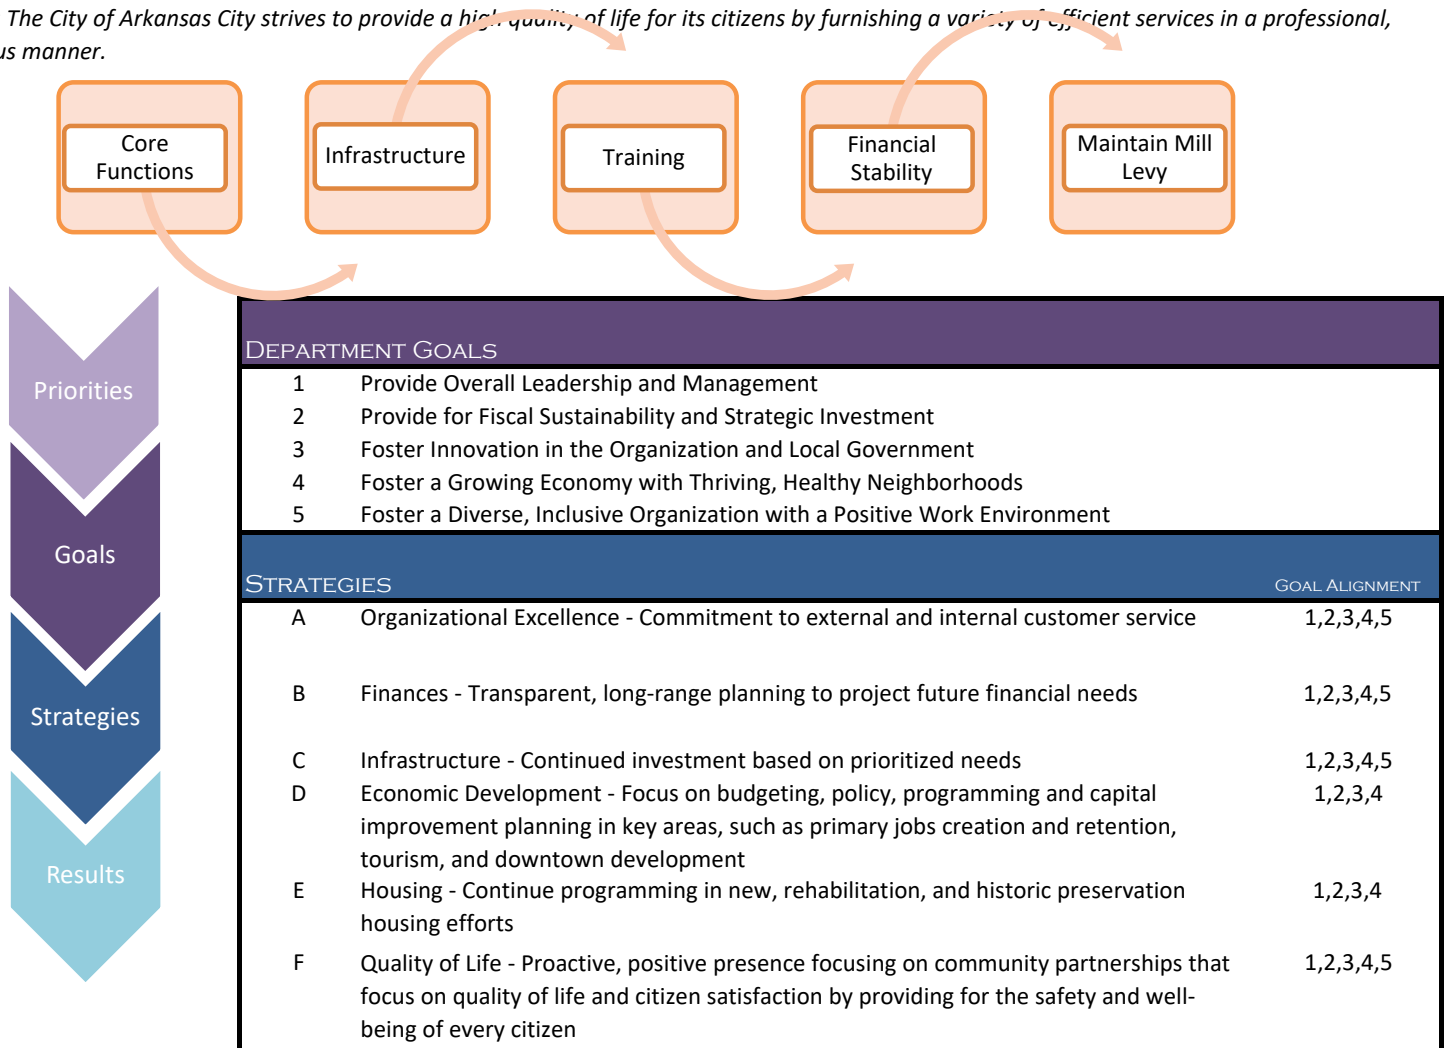 The City of Arkansas City strives to provide a high quality of life for its citizens by furnishing a variety of efficient services in a professional,
us manner.
Core
Functions
Infrastructure
Training
Financial
Stability
Maintain Mill
Levy
Priorities
Goals
Strategies
Results
Department Goals
1 Provide Overall Leadership and Management
2 Provide for Fiscal Sustainability and Strategic Investment
3 Foster Innovation in the Organization and Local Government
4 Foster a Growing Economy with Thriving, Healthy Neighborhoods
5 Foster a Diverse, Inclusive Organization with a Positive Work Environment
Strategies Goal Alignment
A Organizational Excellence - Commitment to external and internal customer service 1,2,3,4,5
B Finances - Transparent, long-range planning to project future financial needs 1,2,3,4,5
C Infrastructure - Continued investment based on prioritized needs 1,2,3,4,5
D Economic Development - Focus on budgeting, policy, programming and capital 1,2,3,4
improvement planning in key areas, such as primary jobs creation and retention,
tourism, and downtown development
E Housing - Continue programming in new, rehabilitation, and historic preservation 1,2,3,4
housing efforts
F Quality of Life - Proactive, positive presence focusing on community partnerships that 1,2,3,4,5
focus on quality of life and citizen satisfaction by providing for the safety and well-
being of every citizen